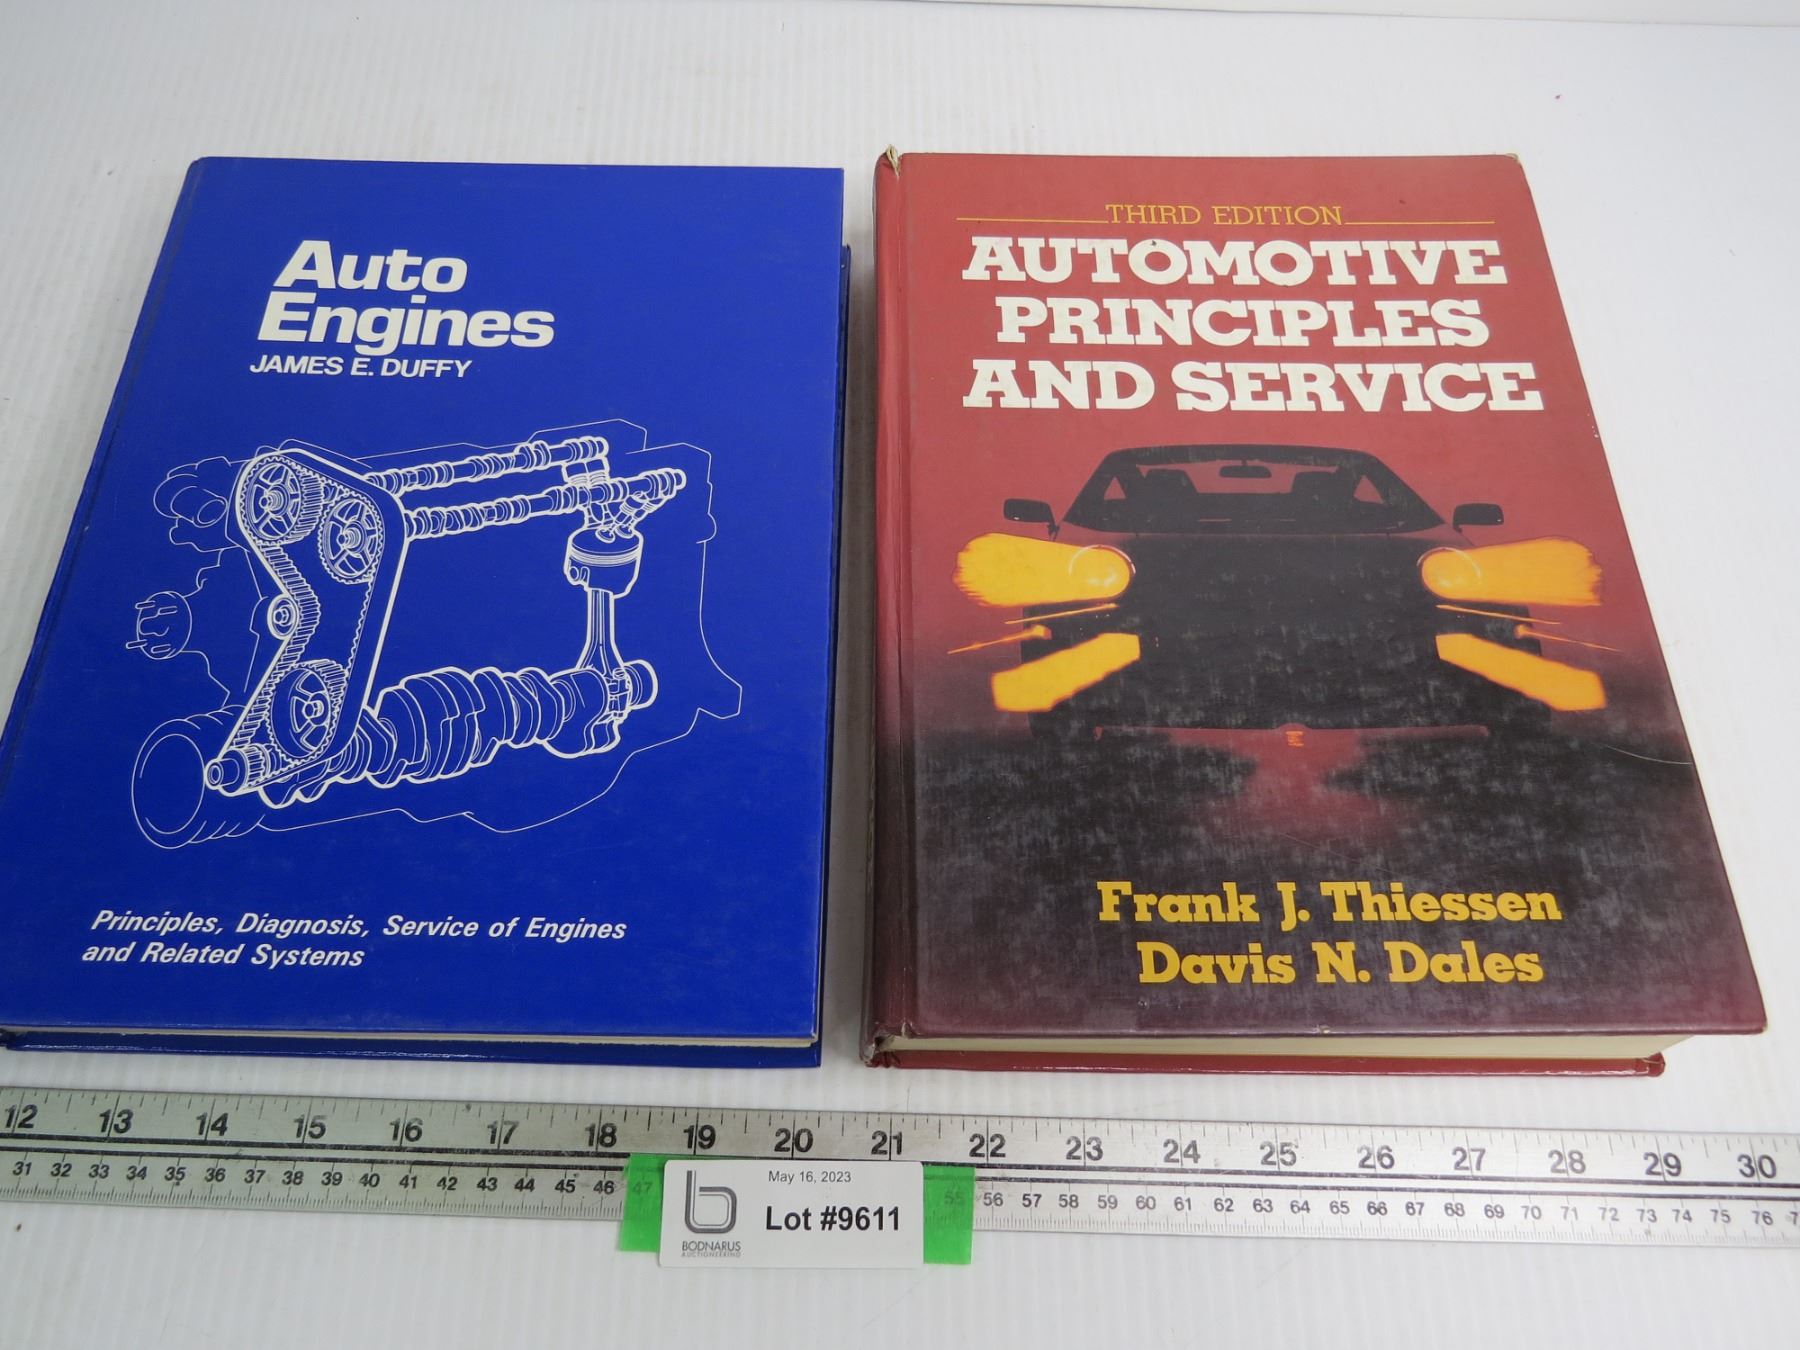 Auto
Engines
JAMES E. DUFFY
Principles, Diagnosis, Service of Engines
and Related Systems
THIRD EDITION
AUTOMOTIVE
PRINCIPLES
AND SERVICE
Frank J. Thiessen
Davis N. Dales
12 13 14 15 16 17 18 19 20 21 22 23 24 25 26 27 28 29 30
31 32 33 34 35 36 37 38 39 40 41 42 43 44 45 46 47 55 56 57 58 59 60 61 62 63 64 65 66 67 68 69 70 71 72 73 74 75 76
May 16, 2023
Lot #9611
BODNARUS
AUCTIONEERING